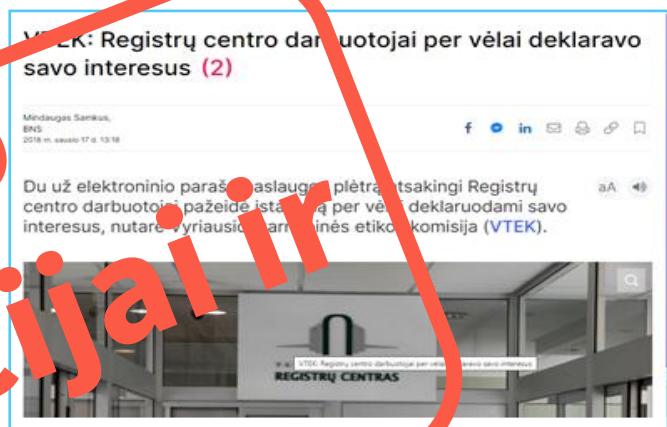 VTEK: Registrų centro darbuotojai per vėlai deklaravo
savo interesus (2)
Mindaugas Samkus,
BNS
2018 m. sausio 17 d. 13:18
f in
Du už elektroninio parašo paslaugos plėtrą atsakingi Registrų aA
centro darbuotojai pažeidė įstatymą per vėlai deklaruodami savo
interesus, nutarė Vyriausioji tarnybinės etikos komisija (VTEK).
cijai ir
VTEK: Registrų centro darbuotojai per vėlai deklaravo savo interesus
REGISTRŲ CENTRAS